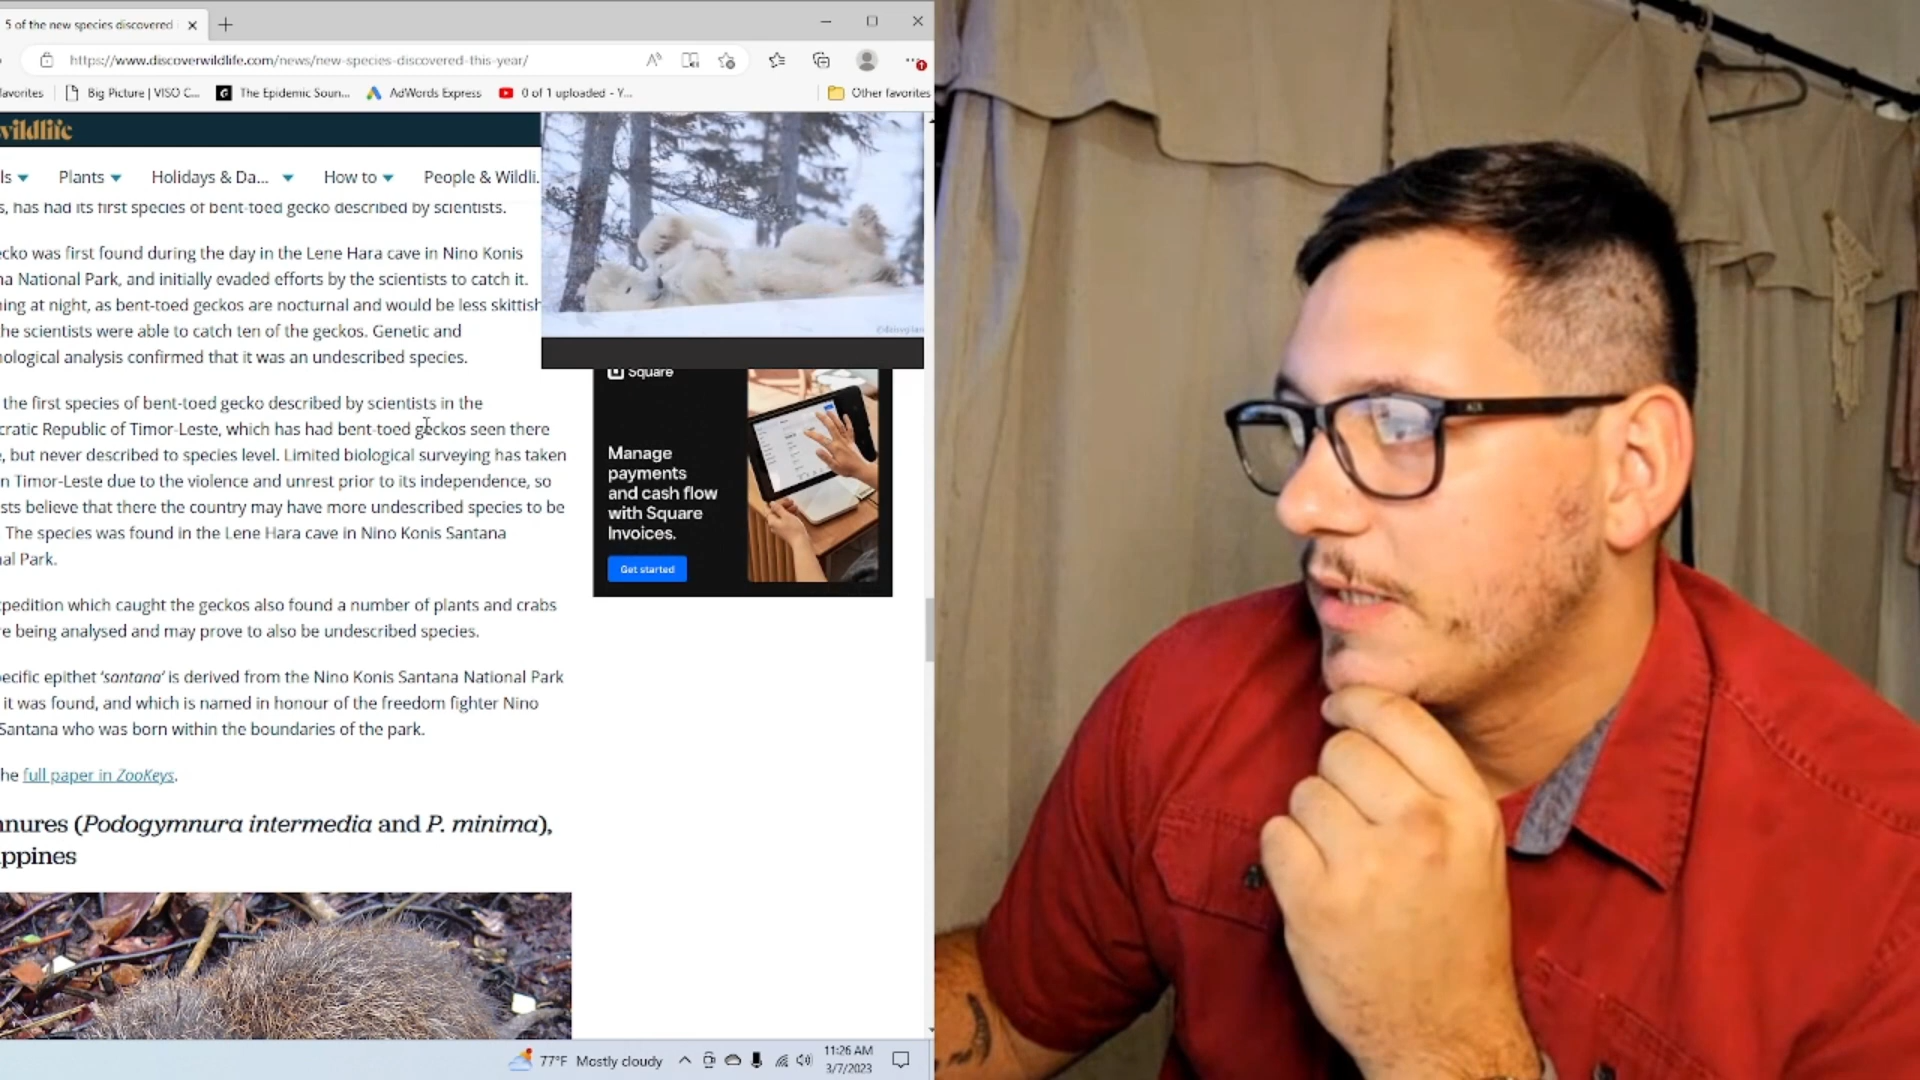 5 of the new species discovered
https://www.discoverwildlife.com/news/new-species-discovered-this-year/
avorites
Big Picture | VISO C...
The Epidemic Soun...
AdWords Express
0 of 1 uploaded - Y...
Other favorites
wildlife
ls
Plants
Holidays & Da...
How to
People & Wildli.
s, has had its first species of bent-toed gecko described by scientists.
ecko was first found during the day in the Lene Hara cave in Nino Konis
na National Park, and initially evaded efforts by the scientists to catch it.
ning at night, as bent-toed geckos are nocturnal and would be less skittish
he scientists were able to catch ten of the geckos. Genetic and
hological analysis confirmed that it was an undescribed species.
the first species of bent-toed gecko described by scientists in the
cratic Republic of Timor-Leste, which has had bent-toed geckos seen there
e, but never described to species level. Limited biological surveying has taken
n Timor-Leste due to the violence and unrest prior to its independence, so
sts believe that there the country may have more undescribed species to be
The species was found in the Lene Hara cave in Nino Konis Santana
al Park.
xpedition which caught the geckos also found a number of plants and crabs
re being analysed and may prove to also be undescribed species.
pecific epithet ‘santana’ is derived from the Nino Konis Santana National Park
it was found, and which is named in honour of the freedom fighter Nino
Santana who was born within the boundaries of the park.
he full paper in ZooKeys.
nnures (Podogymnura intermedia and P. minima),
ppines
Square
Manage
payments
and cash flow
with Square
Invoices.
Get started
77°F Mostly cloudy
11:26 AM
3/7/2023